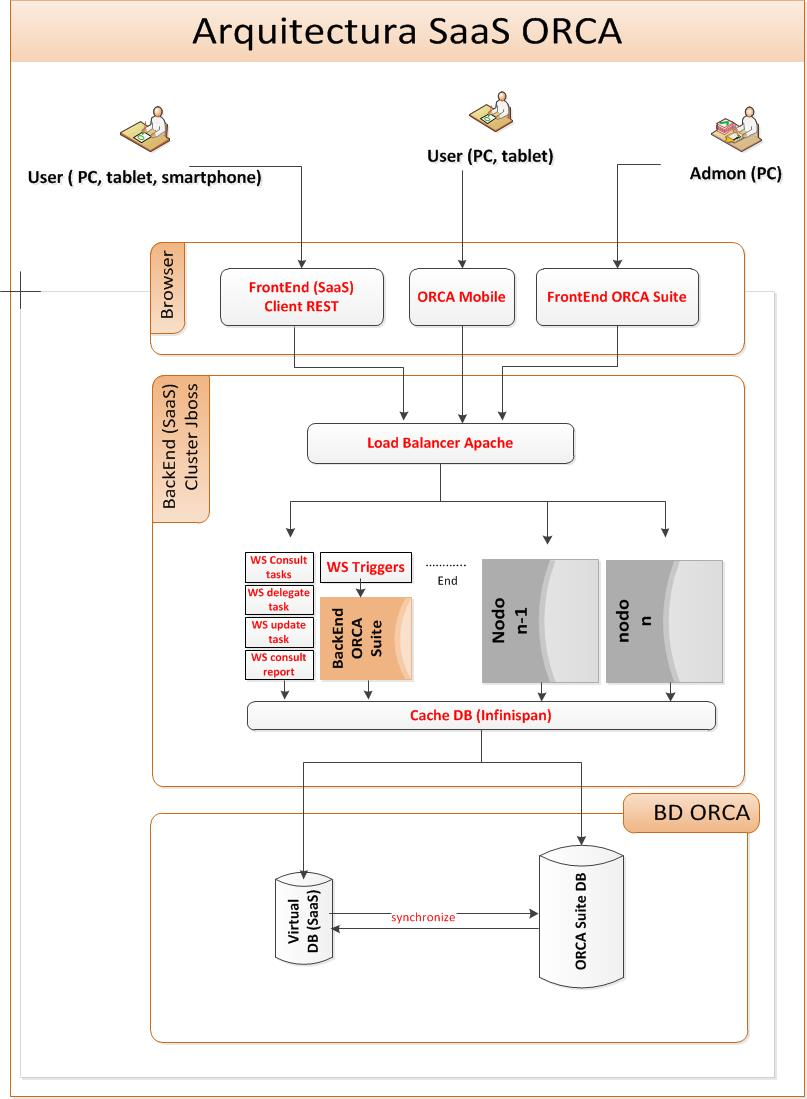 Arquitectura SaaS ORCA
User ( PC, tablet, smartphone)
User (PC, tablet)
Admon (PC)
Browser
FrontEnd (SaaS)
Client REST
ORCA Mobile
FrontEnd ORCA Suite
BackEnd (SaaS)
Cluster Jboss
Load Balancer Apache
WS Consult
tasks
WS delegate
task
WS update
task
WS consult
report
WS Triggers
BackEnd
ORCA
Suite
End
Nodo
n-1
nodo
n
Cache DB (Infinispan)
BD ORCA
Virtual
DB (SaaS)
synchronize
ORCA Suite DB